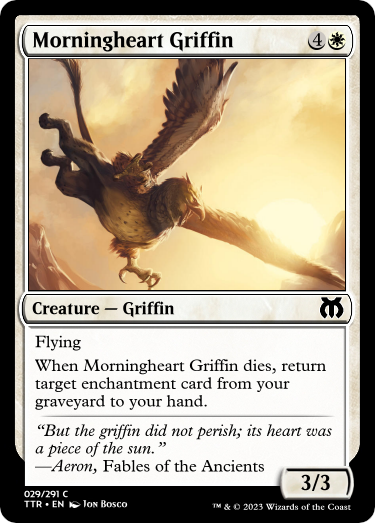 Morningheart Griffin 4
Creature — Griffin
Flying
When Morningheart Griffin dies, return
target enchantment card from your
graveyard to your hand.
“But the griffin did not perish; its heart was
a piece of the sun.”
—Aeron, Fables of the Ancients
3/3
029/291 C
TTR • EN Jon Bosco
™ & © 2023 Wizards of the Coast